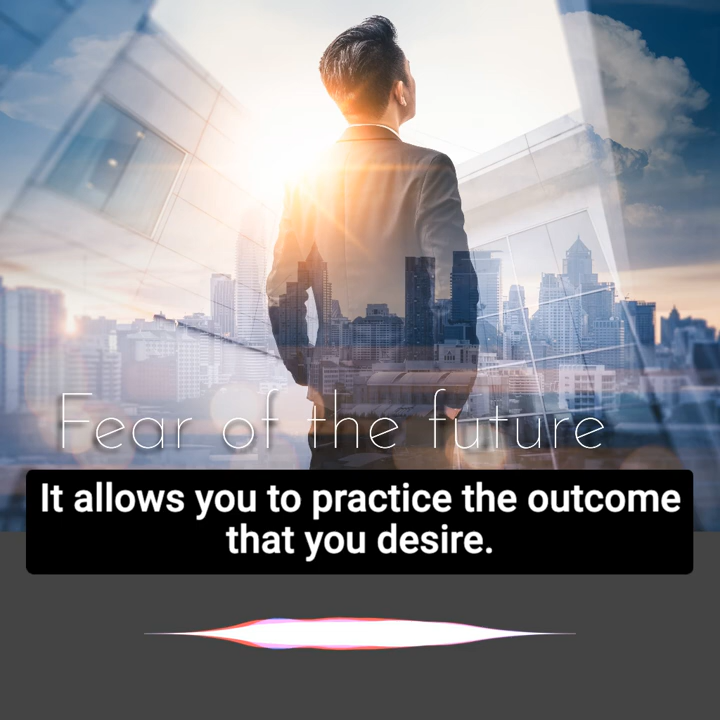 Fear of the future
It allows you to practice the outcome
that you desire.